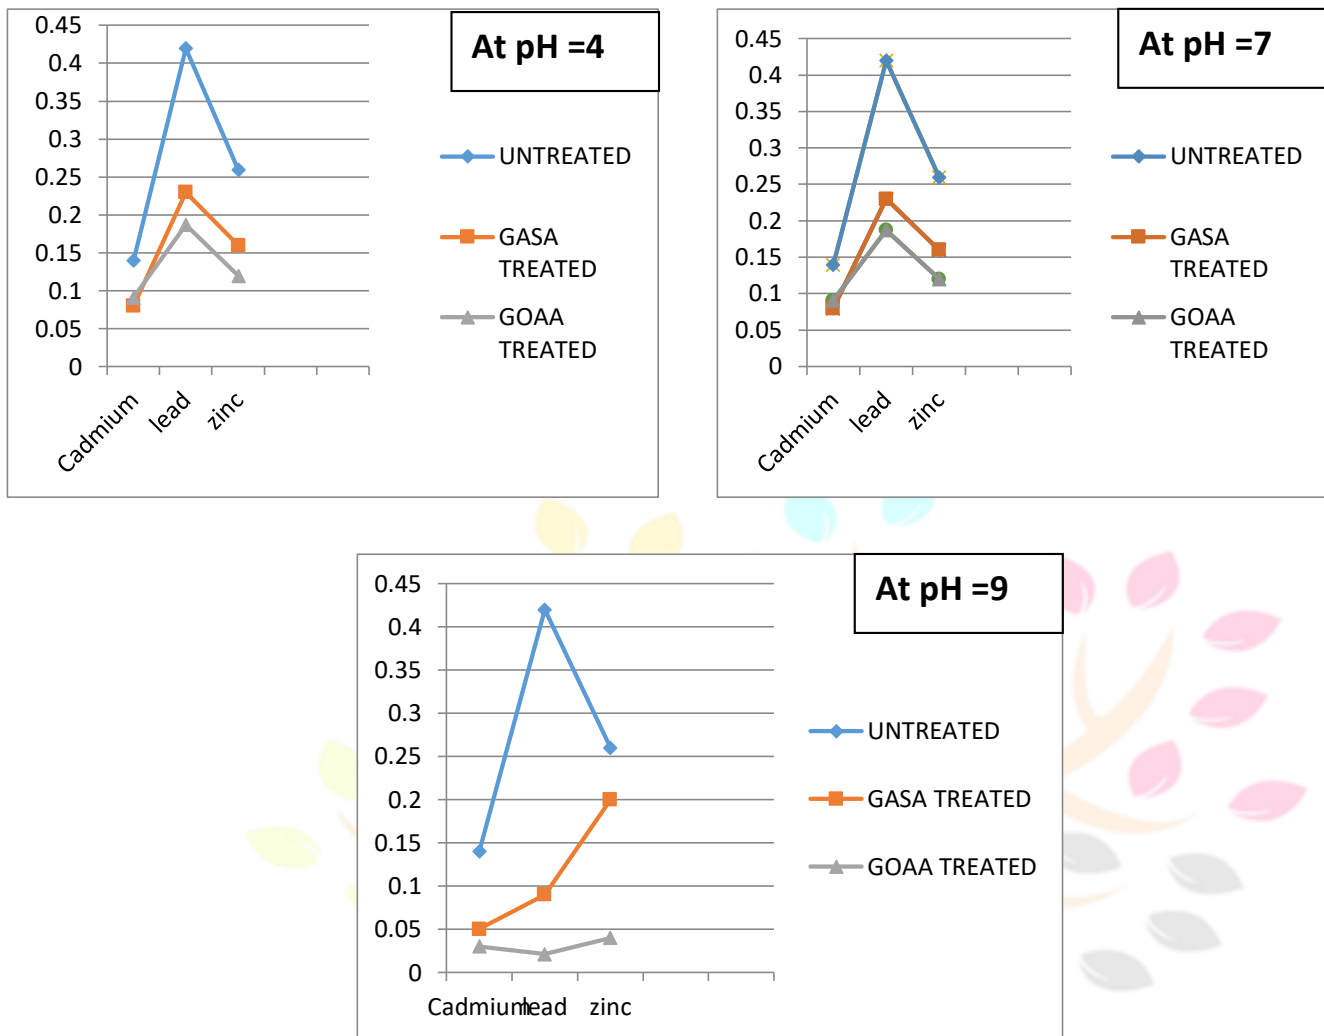 At pH =4
0.45
0.4
0.35
0.3
0.25
0.2
0.15
0.1
0.05
0
Cadmium
lead
zinc
UNTREATED
GASA
TREATED
GOAA
TREATED
At pH =7
0.45
0.4
0.35
0.3
0.25
0.2
0.15
0.1
0.05
0
Cadmium
lead
zinc
UNTREATED
GASA
TREATED
GOAA
TREATED
At pH =9
0.45
0.4
0.35
0.3
0.25
0.2
0.15
0.1
0.05
0
Cadmium lead zinc
UNTREATED
GASA TREATED
GOAA TREATED